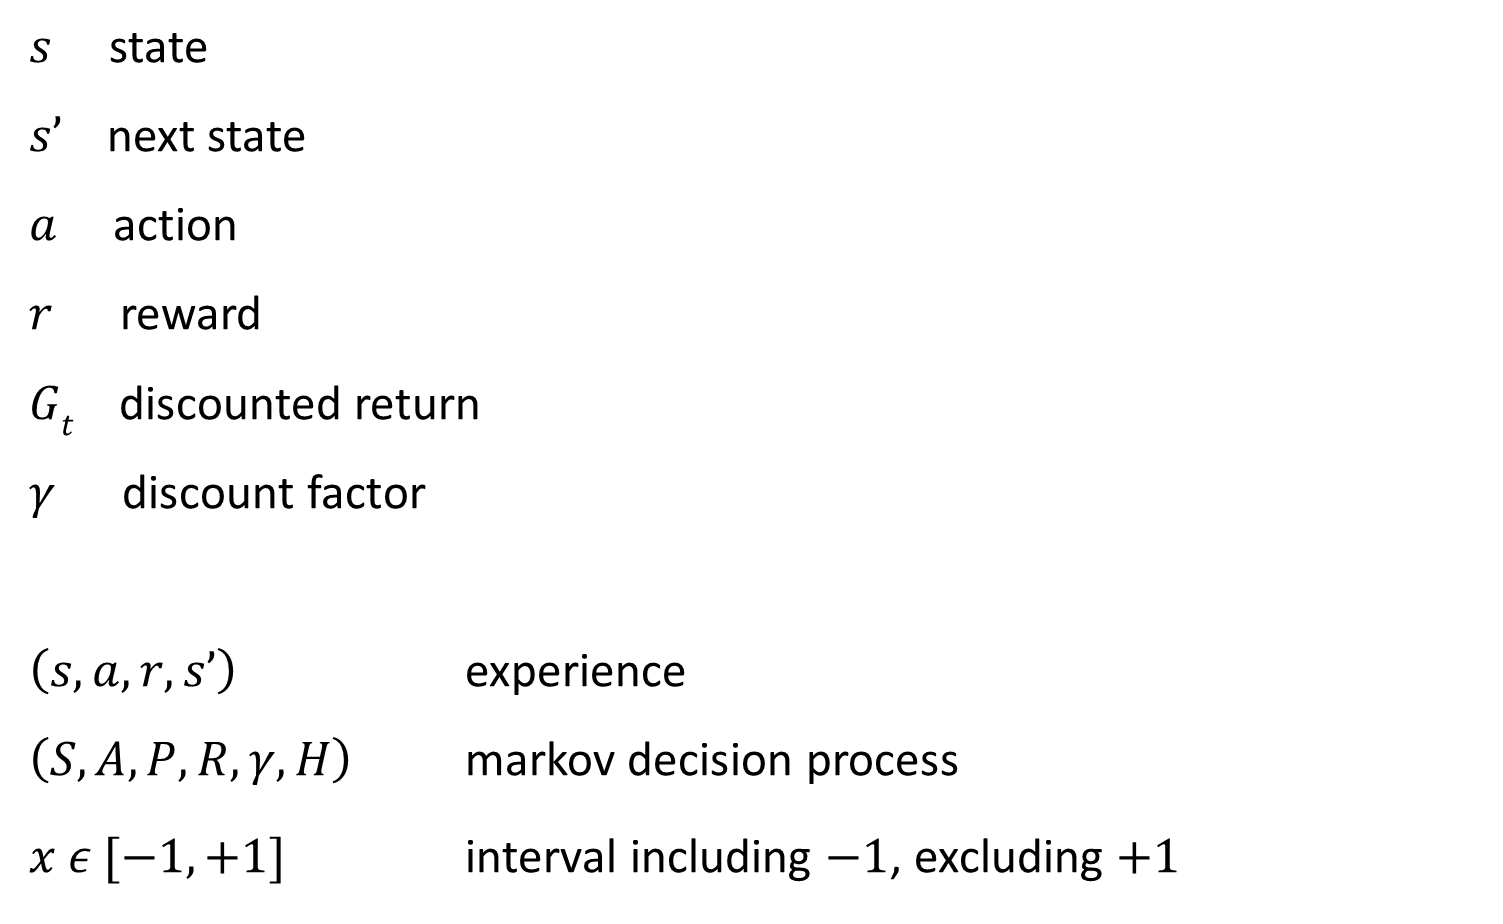 s state
s’ next state
a action
r reward
G_t discounted return
γ discount factor
(s, a, r, s’) experience
(S, A, P, R, γ, H) markov decision process
x ϵ [−1, +1] interval including −1, excluding +1